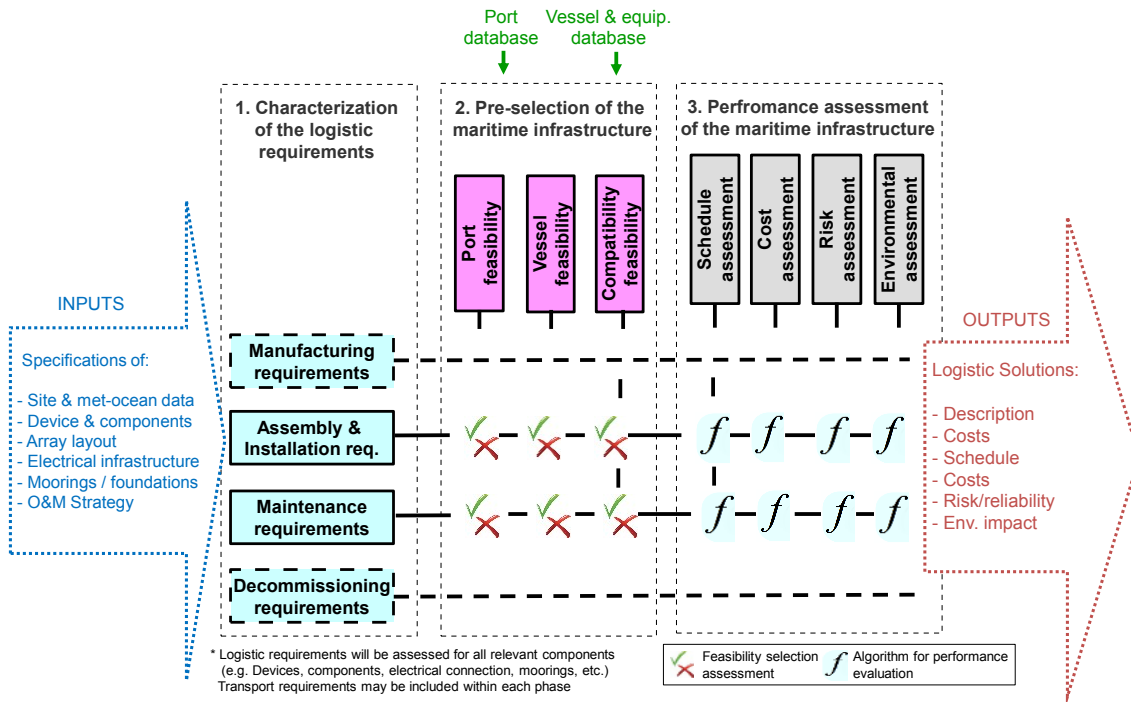 Port
database
Vessel & equip.
database
1. Characterization
of the logistic
requirements
2. Pre-selection of the
maritime infrastructure
3. Perfromance assessment
of the maritime infrastructure
Port
feasibility
Vessel
feasibility
Compatibility
feasibility
Schedule
assessment
Cost
assessment
Risk
assessment
Environmental
assessment
INPUTS
Specifications of:
- Site & met-ocean data
- Device & components
- Array layout
- Electrical infrastructure
- Moorings / foundations
- O&M Strategy
Manufacturing
requirements
Assembly &
Installation req.
f f f f
Maintenance
requirements
f f f f
Decommissioning
requirements
OUTPUTS
Logistic Solutions:
- Description
- Costs
- Schedule
- Costs
- Risk/reliability
- Env. impact
* Logistic requirements will be assessed for all relevant components
(e.g. Devices, components, electrical connection, moorings, etc.)
Transport requirements may be included within each phase
Feasibility selection
assessment
f Algorithm for performance
evaluation